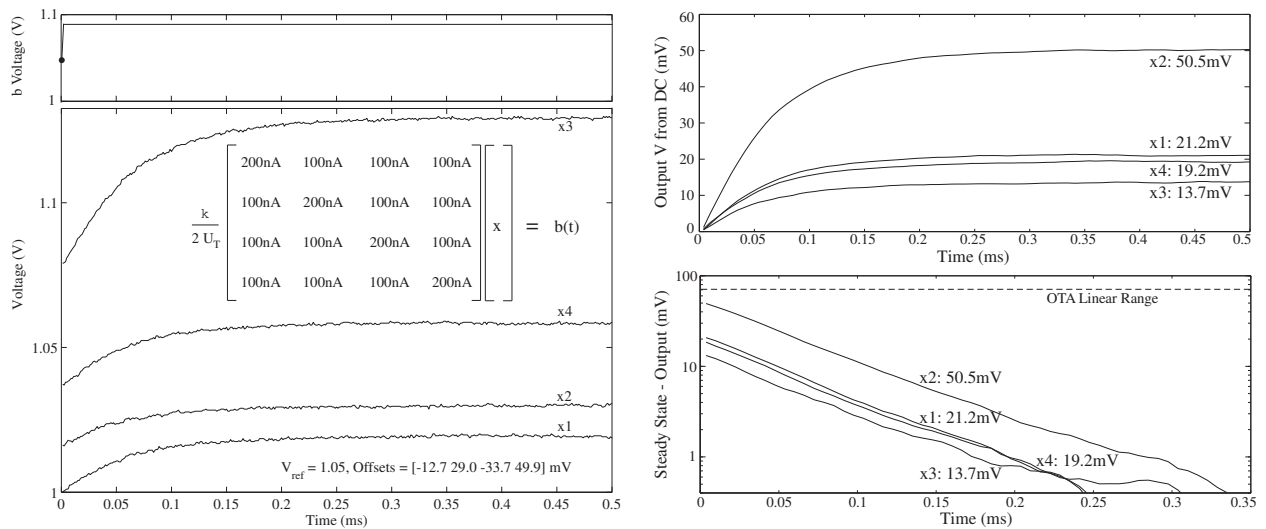 1.1
b Voltage (V)
1
x3
1.1
200nA 100nA 100nA 100nA
100nA 200nA 100nA 100nA
100nA 100nA 200nA 100nA
100nA 100nA 100nA 200nA
k
2 U_T
x = b(t)
Voltage (V)
x4
1.05
x2
x1
V_ref = 1.05, Offsets = [-12.7 29.0 -33.7 49.9] mV
1
0 0.05 0.1 0.15 0.2 0.25 0.3 0.35 0.4 0.45 0.5
Time (ms)
60
50
40
30
20
10
0
Output V from DC (mV)
x2: 50.5mV
x1: 21.2mV
x4: 19.2mV
x3: 13.7mV
0 0.05 0.1 0.15 0.2 0.25 0.3 0.35 0.4 0.45 0.5
Time (ms)
100
10
1
Steady State - Output (mV)
OTA Linear Range
x2: 50.5mV
x1: 21.2mV
x4: 19.2mV
x3: 13.7mV
0 0.05 0.1 0.15 0.2 0.25 0.3 0.35
Time (ms)